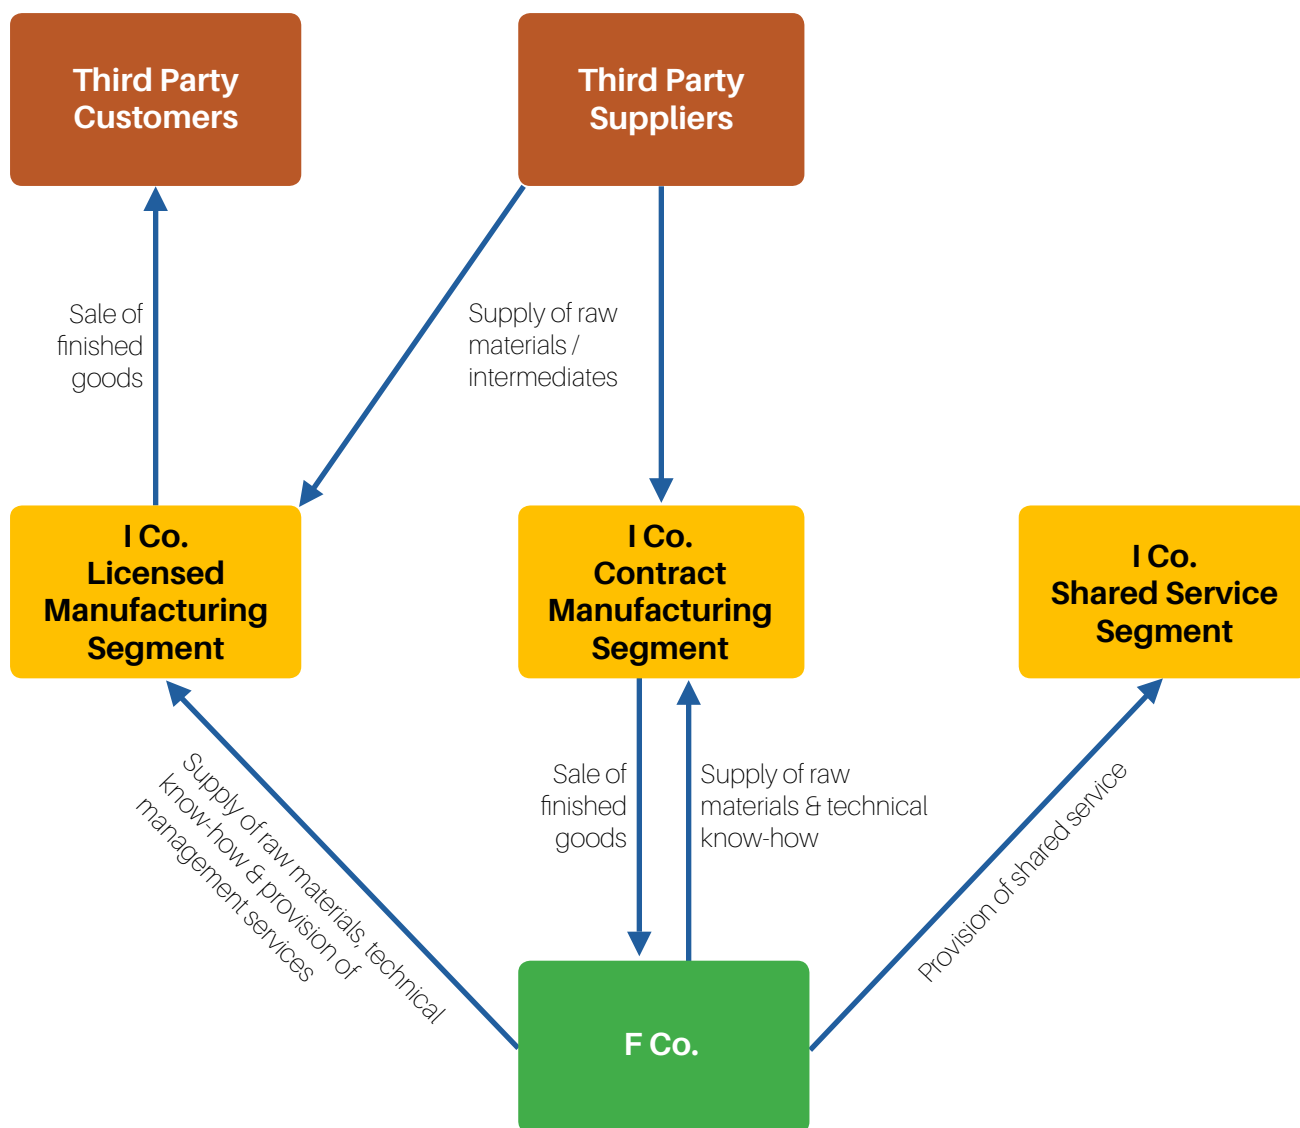 Third Party
Customers
Third Party
Suppliers
Sale of
finished
goods
Supply of raw
materials /
intermediates
I Co.
Licensed
Manufacturing
Segment
I Co.
Contract
Manufacturing
Segment
I Co.
Shared Service
Segment
Supply of raw materials, technical
know-how & provision of
management services
Sale of
finished
goods
Supply of raw
materials & technical
know-how
Provision of shared service
F Co.